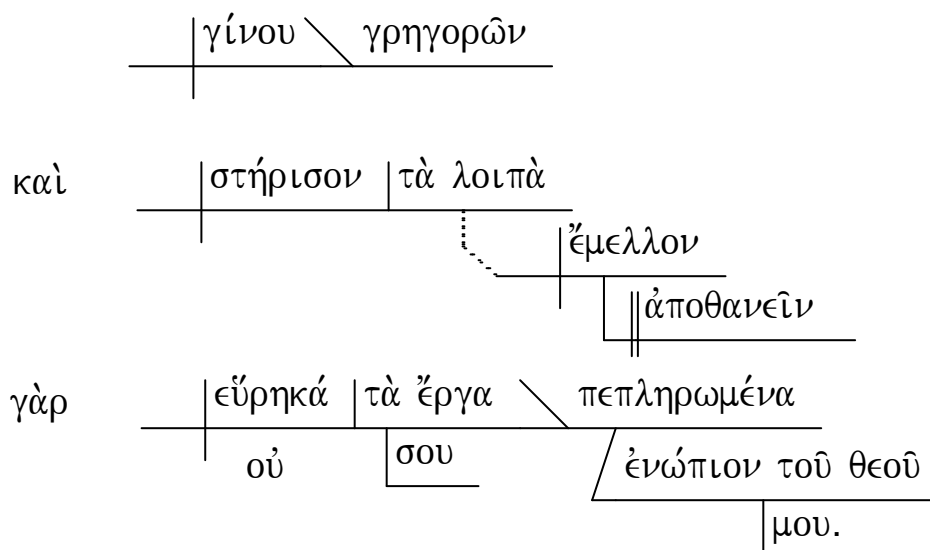 γίνου γρηγορῶν
καὶ στήρισον τὰ λοιπὰ
ἔμελλον
ἀποθανεῖν
γὰρ εὕρηκά τὰ ἔργα πεπληρωμένα
οὐ σου ἐνώπιον τοῦ θεοῦ
μου.